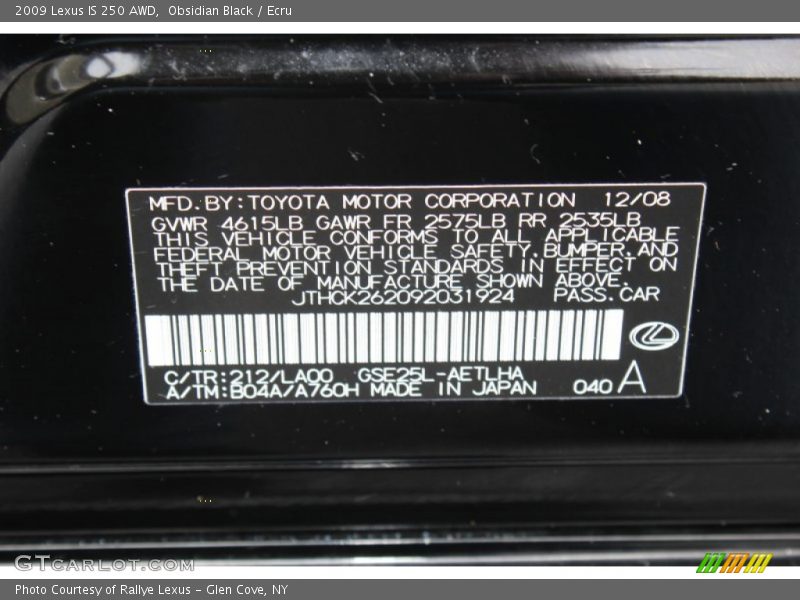 2009 Lexus IS 250 AWD,  Obsidian Black / Ecru
MFD. BY: TOYOTA MOTOR CORPORATION 12/08
GVWR 4615LB GAWR FR 2575LB RR 2535LB
THIS VEHICLE CONFORMS TO ALL APPLICABLE
FEDERAL MOTOR VEHICLE SAFETY, BUMPER, AND
THEFT PREVENTION STANDARDS IN EFFECT ON
THE DATE OF MANUFACTURE SHOWN ABOVE.
JTHCK262092031924 PASS. CAR
C/TR: 212/LA00 GSE25L-AETLHA
A/TM: B04A/A760H MADE IN JAPAN 040 A
GTCARLOT.COM
Photo Courtesy of Rallye Lexus - Glen Cove, NY